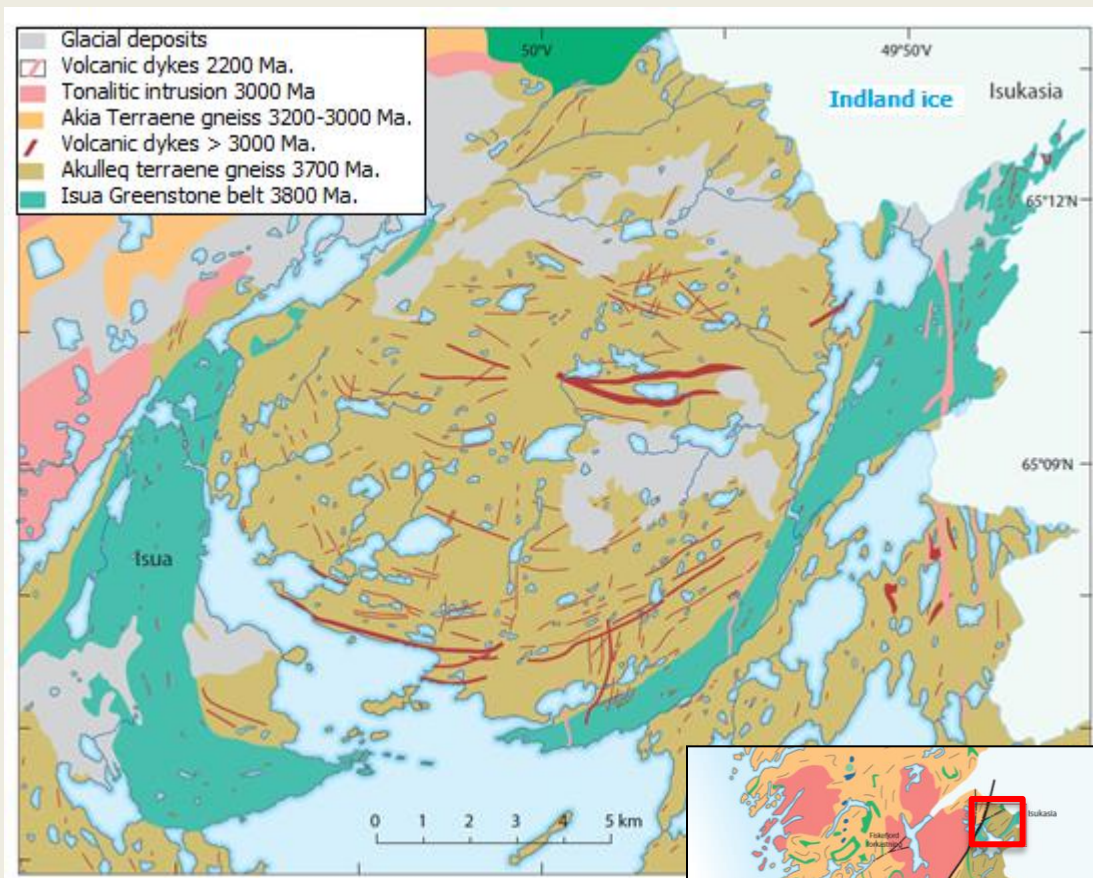 Glacial deposits
Volcanic dykes 2200 Ma.
Tonalitic intrusion 3000 Ma
Akia Terraene gneiss 3200-3000 Ma.
Volcanic dykes > 3000 Ma.
Akulleq terraene gneiss 3700 Ma.
Isua Greenstone belt 3800 Ma.
50°V
49°50'V
Indland ice
Isukasia
65°12'N
65°09'N
Isua
0 1 2 3 4 5 km
Isukasia
Fiskefjord